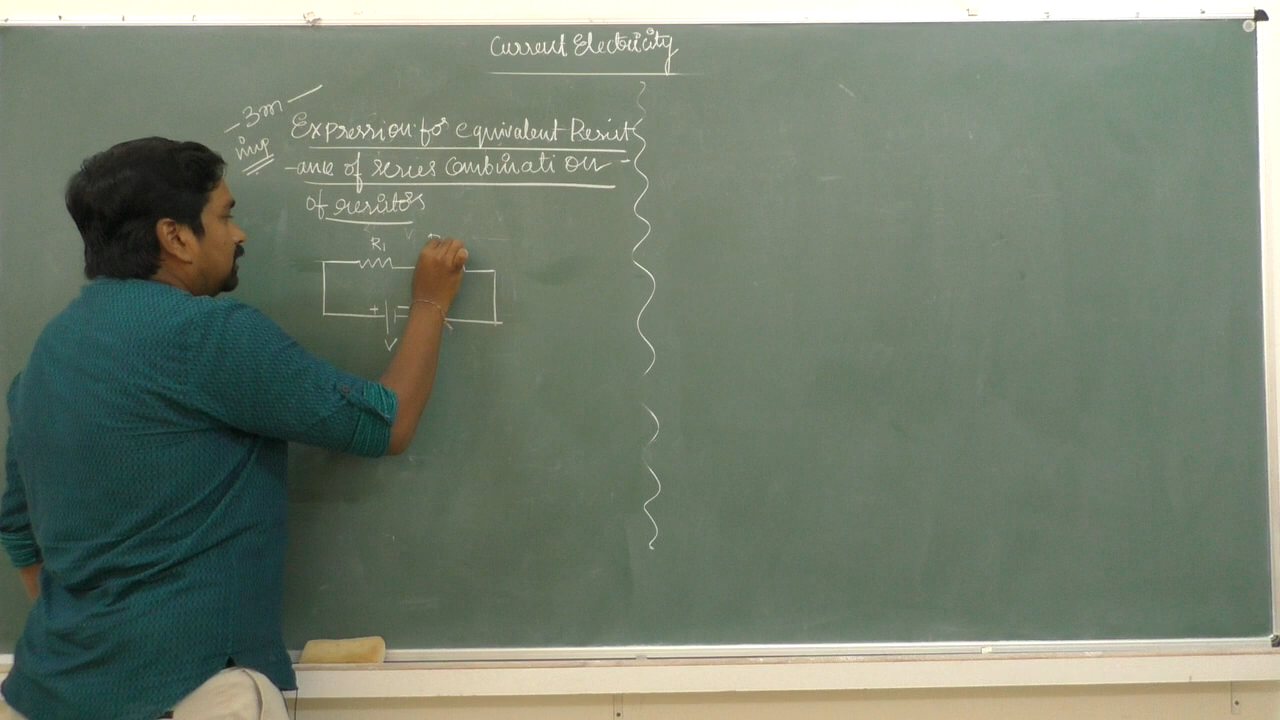 Current Electricity
- 3m -
imp
Expression for equivalent Resist
-ance of series Combination -
of resistors
R1
+
V